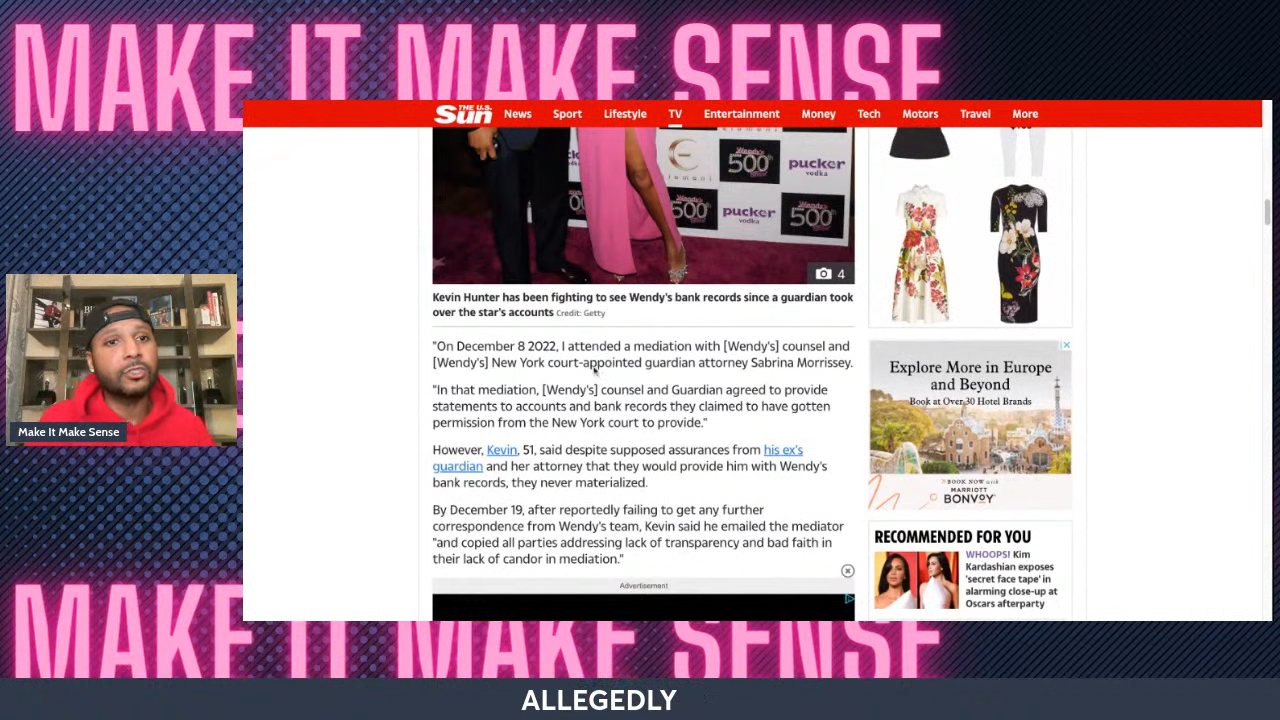 MAKE IT MAKE SENSE
THE U.S. Sun News Sport Lifestyle TV Entertainment Money Tech Motors Travel More
Wendy's 500th Show
pucker vodka
pucker vodka
500th
4
Kevin Hunter has been fighting to see Wendy's bank records since a guardian took
over the star's accounts Credit: Getty
"On December 8 2022, I attended a mediation with [Wendy's] counsel and
[Wendy's] New York court-appointed guardian attorney Sabrina Morrissey.
"In that mediation, [Wendy's] counsel and Guardian agreed to provide
statements to accounts and bank records they claimed to have gotten
permission from the New York court to provide."
However, Kevin, 51, said despite supposed assurances from his ex's
guardian and her attorney that they would provide him with Wendy's
bank records, they never materialized.
By December 19, after reportedly failing to get any further
correspondence from Wendy's team, Kevin said he emailed the mediator
"and copied all parties addressing lack of transparency and bad faith in
their lack of candor in mediation."
Advertisement
Explore More in Europe
and Beyond
Book at Over 30 Hotel Brands
BOOK NOW with
MARRIOTT
BONVOY
RECOMMENDED FOR YOU
WHOOPS! Kim
Kardashian exposes
'secret face tape' in
alarming close-up at
Oscars afterparty
Make It Make Sense
MAKE IT MAKE SENSE
ALLEGEDLY